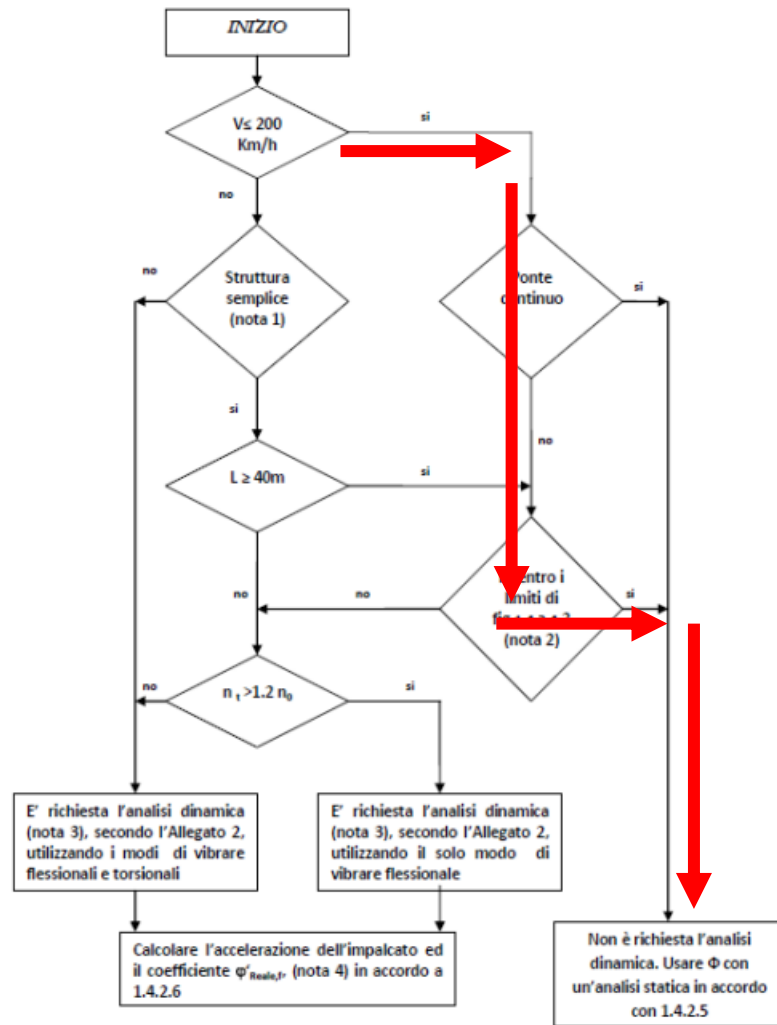 INIZIO
V≤ 200
Km/h
si
no
no
Struttura
semplice
(nota 1)
Ponte
continuo
si
si
no
L ≥ 40m
si
no
no
entro i
limiti di
si
(nota 2)
no
n t >1.2 n₀
si
E' richiesta l'analisi dinamica
(nota 3), secondo l'Allegato 2,
utilizzando i modi di vibrare
flessionali e torsionali
E' richiesta l'analisi dinamica
(nota 3), secondo l'Allegato 2,
utilizzando il solo modo di
vibrare flessionale
Calcolare l'accelerazione dell'impalcato ed
il coefficiente φ'Reale,f, (nota 4) in accordo a
1.4.2.6
Non è richiesta l'analisi
dinamica. Usare Φ con
un'analisi statica in accordo
con 1.4.2.5